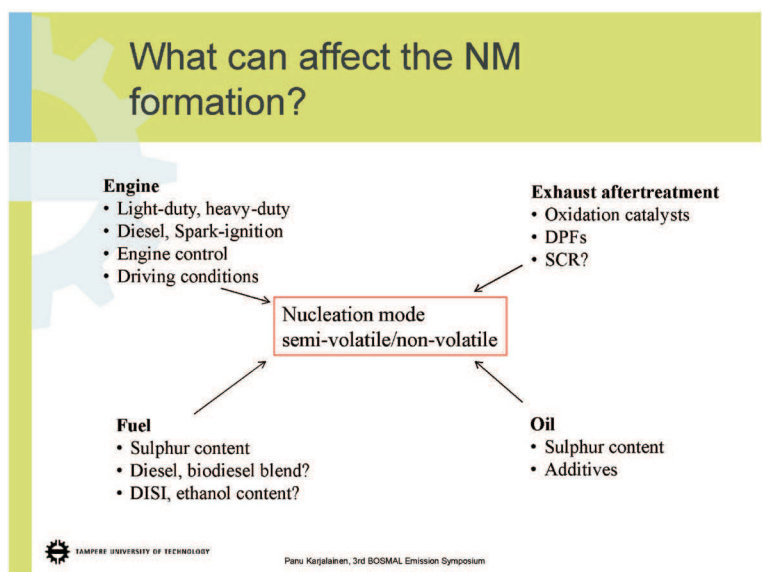 What can affect the NM
formation?
Engine
• Light-duty, heavy-duty
• Diesel, Spark-ignition
• Engine control
• Driving conditions
Exhaust aftertreatment
• Oxidation catalysts
• DPFs
• SCR?
Nucleation mode
semi-volatile/non-volatile
Fuel
• Sulphur content
• Diesel, biodiesel blend?
• DISI, ethanol content?
Oil
• Sulphur content
• Additives
TAMPERE UNIVERSITY OF TECHNOLOGY
Panu Karjalainen, 3rd BOSMAL Emission Symposium